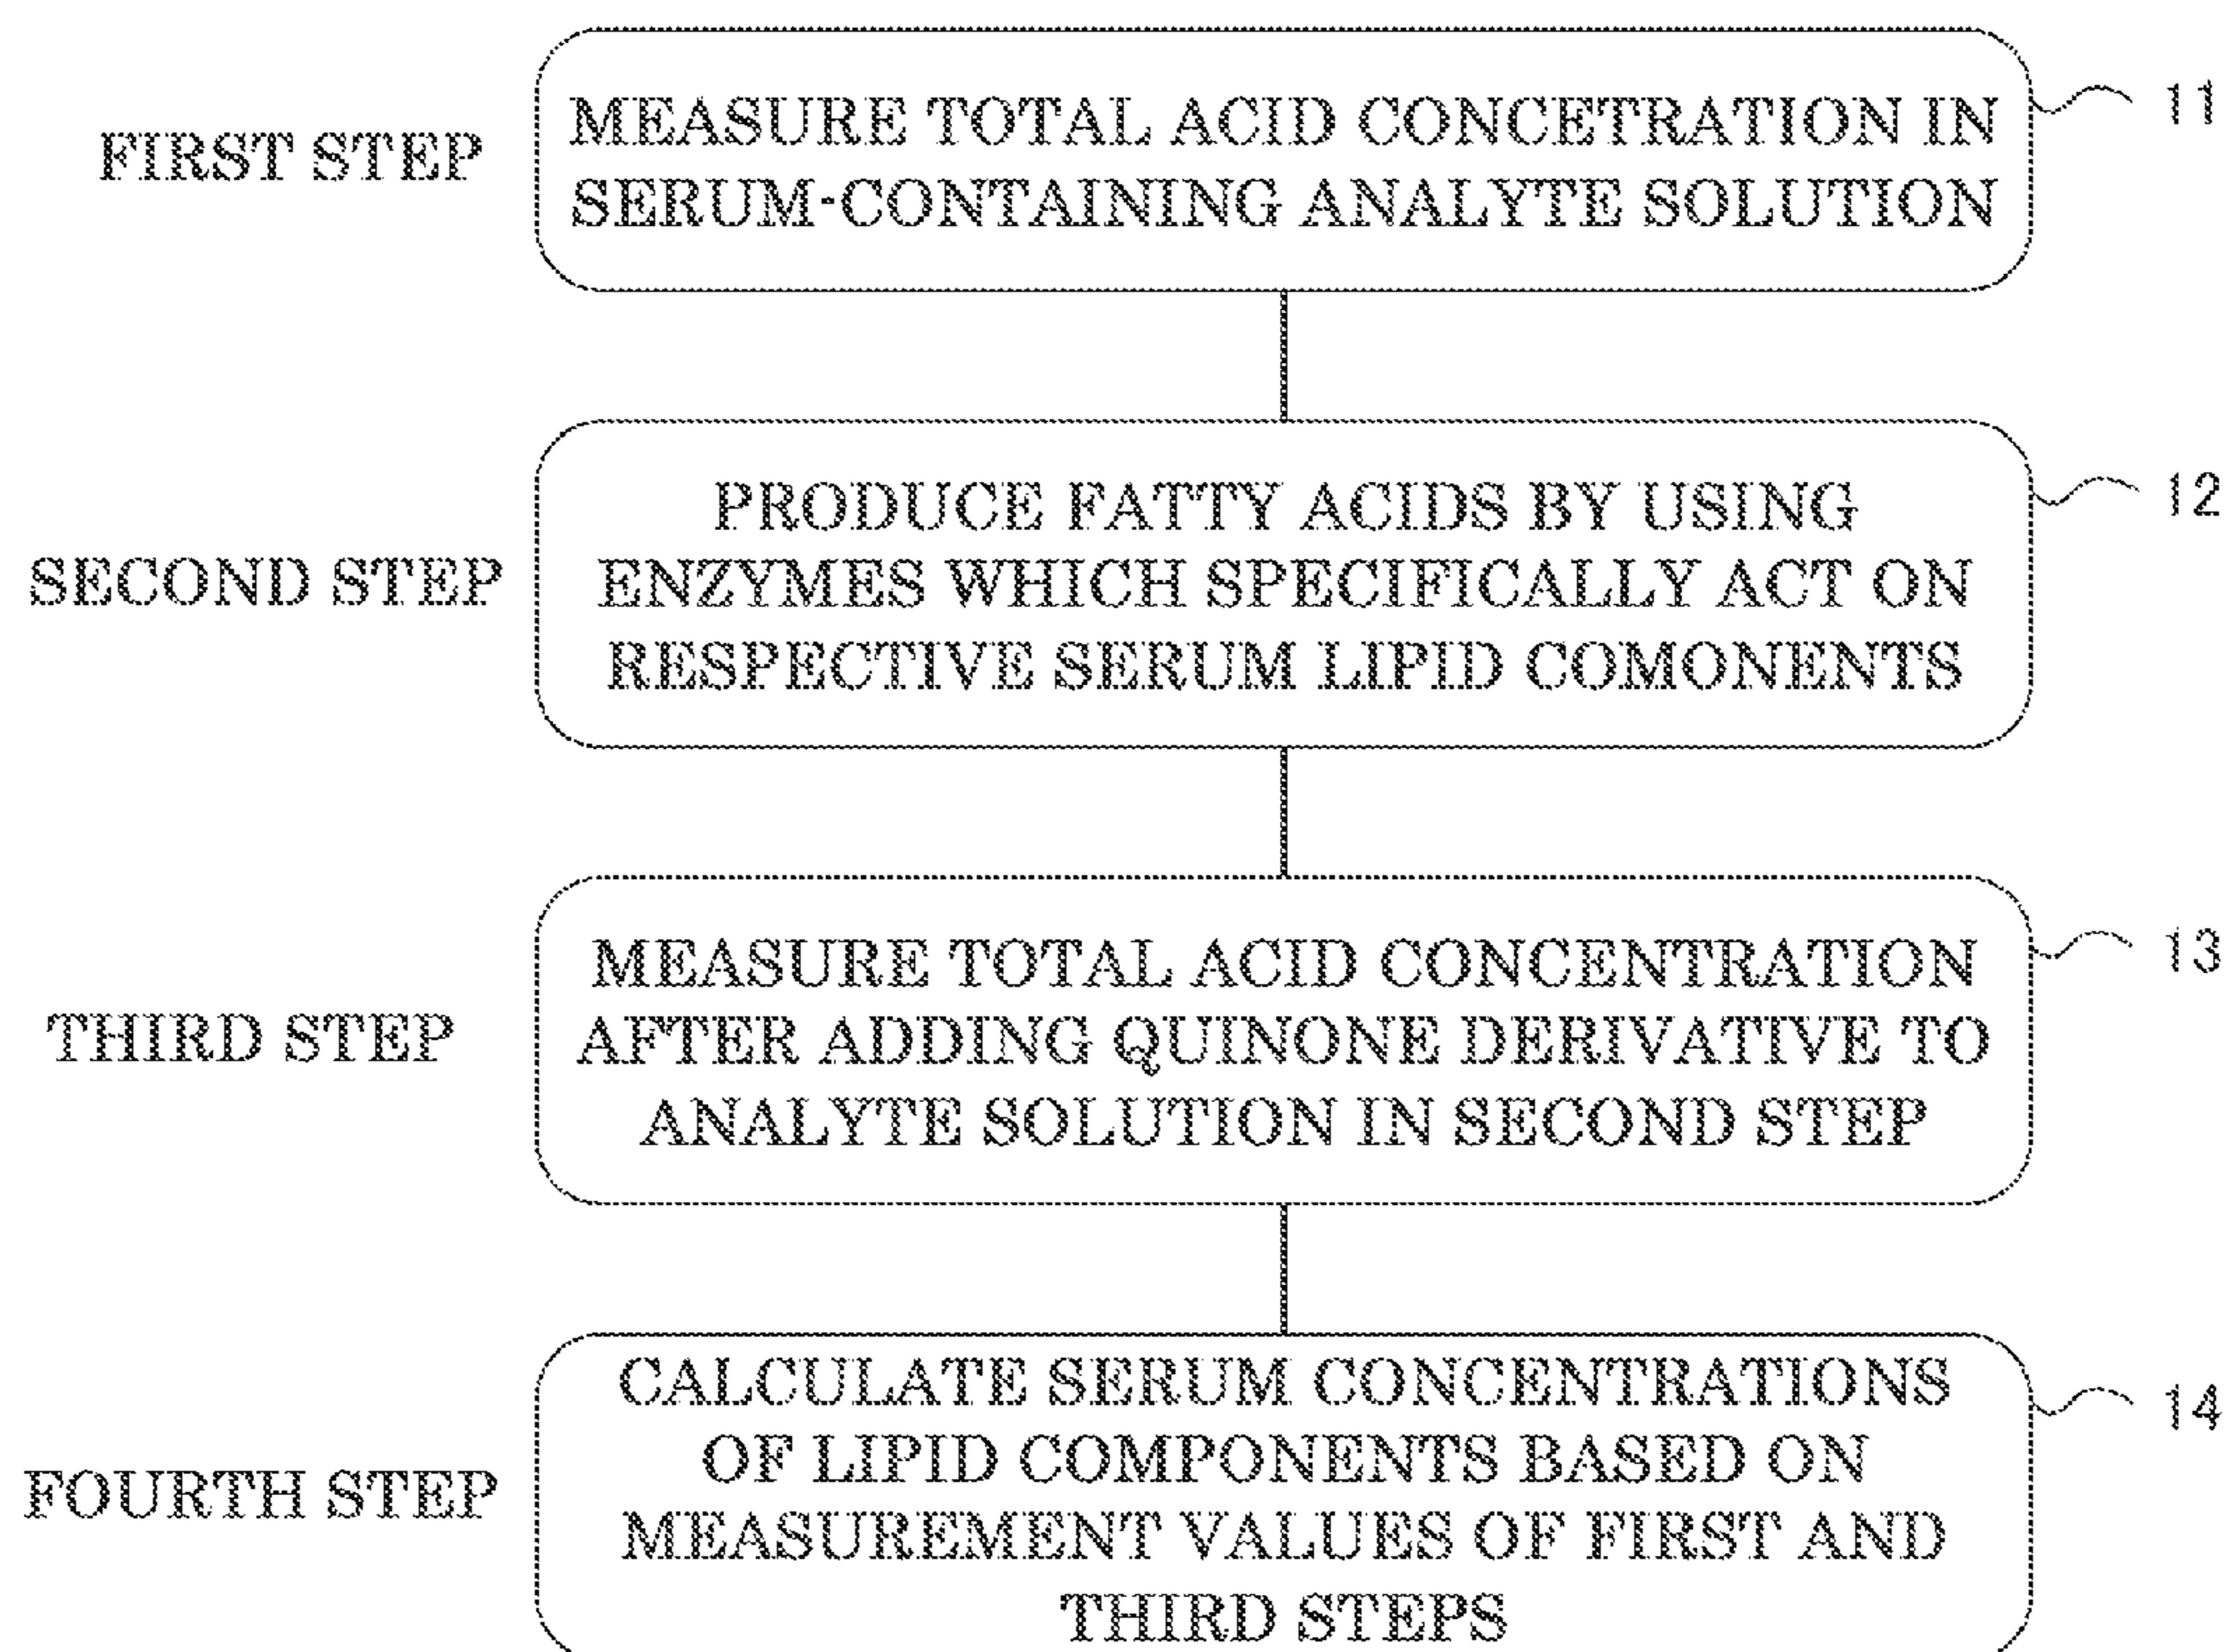 FIRST STEP
MEASURE TOTAL ACID CONCETRATION IN
SERUM-CONTAINING ANALYTE SOLUTION
11
SECOND STEP
PRODUCE FATTY ACIDS BY USING
ENZYMES WHICH SPECIFICALLY ACT ON
RESPECTIVE SERUM LIPID COMONENTS
12
THIRD STEP
MEASURE TOTAL ACID CONCENTRATION
AFTER ADDING QUINONE DERIVATIVE TO
ANALYTE SOLUTION IN SECOND STEP
13
FOURTH STEP
CALCULATE SERUM CONCENTRATIONS
OF LIPID COMPONENTS BASED ON
MEASUREMENT VALUES OF FIRST AND
THIRD STEPS
14